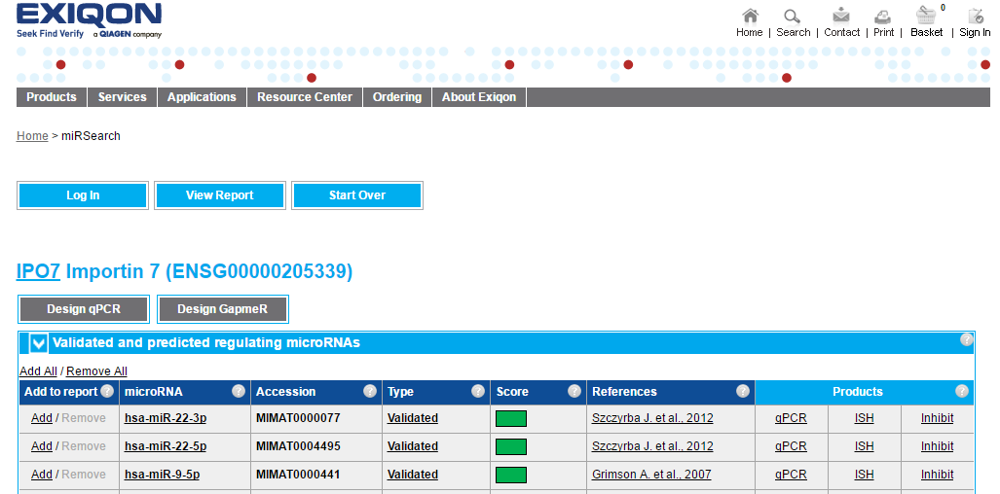 EXIQON
Seek Find Verify a QIAGEN company
0
Home | Search | Contact | Print | Basket | Sign In
Products Services Applications Resource Center Ordering About Exiqon
Home > miRSearch
Log In View Report Start Over
IPO7 Importin 7 (ENSG00000205339)
Design qPCR Design GapmeR
Validated and predicted regulating microRNAs ?
Add All / Remove All
Add to report ? microRNA ? Accession ? Type ? Score ? References ? Products ?
Add / Remove hsa-miR-22-3p MIMAT0000077 Validated Szczyrba J. et al., 2012 qPCR ISH Inhibit
Add / Remove hsa-miR-22-5p MIMAT0004495 Validated Szczyrba J. et al., 2012 qPCR ISH Inhibit
Add / Remove hsa-miR-9-5p MIMAT0000441 Validated Grimson A. et al., 2007 qPCR ISH Inhibit